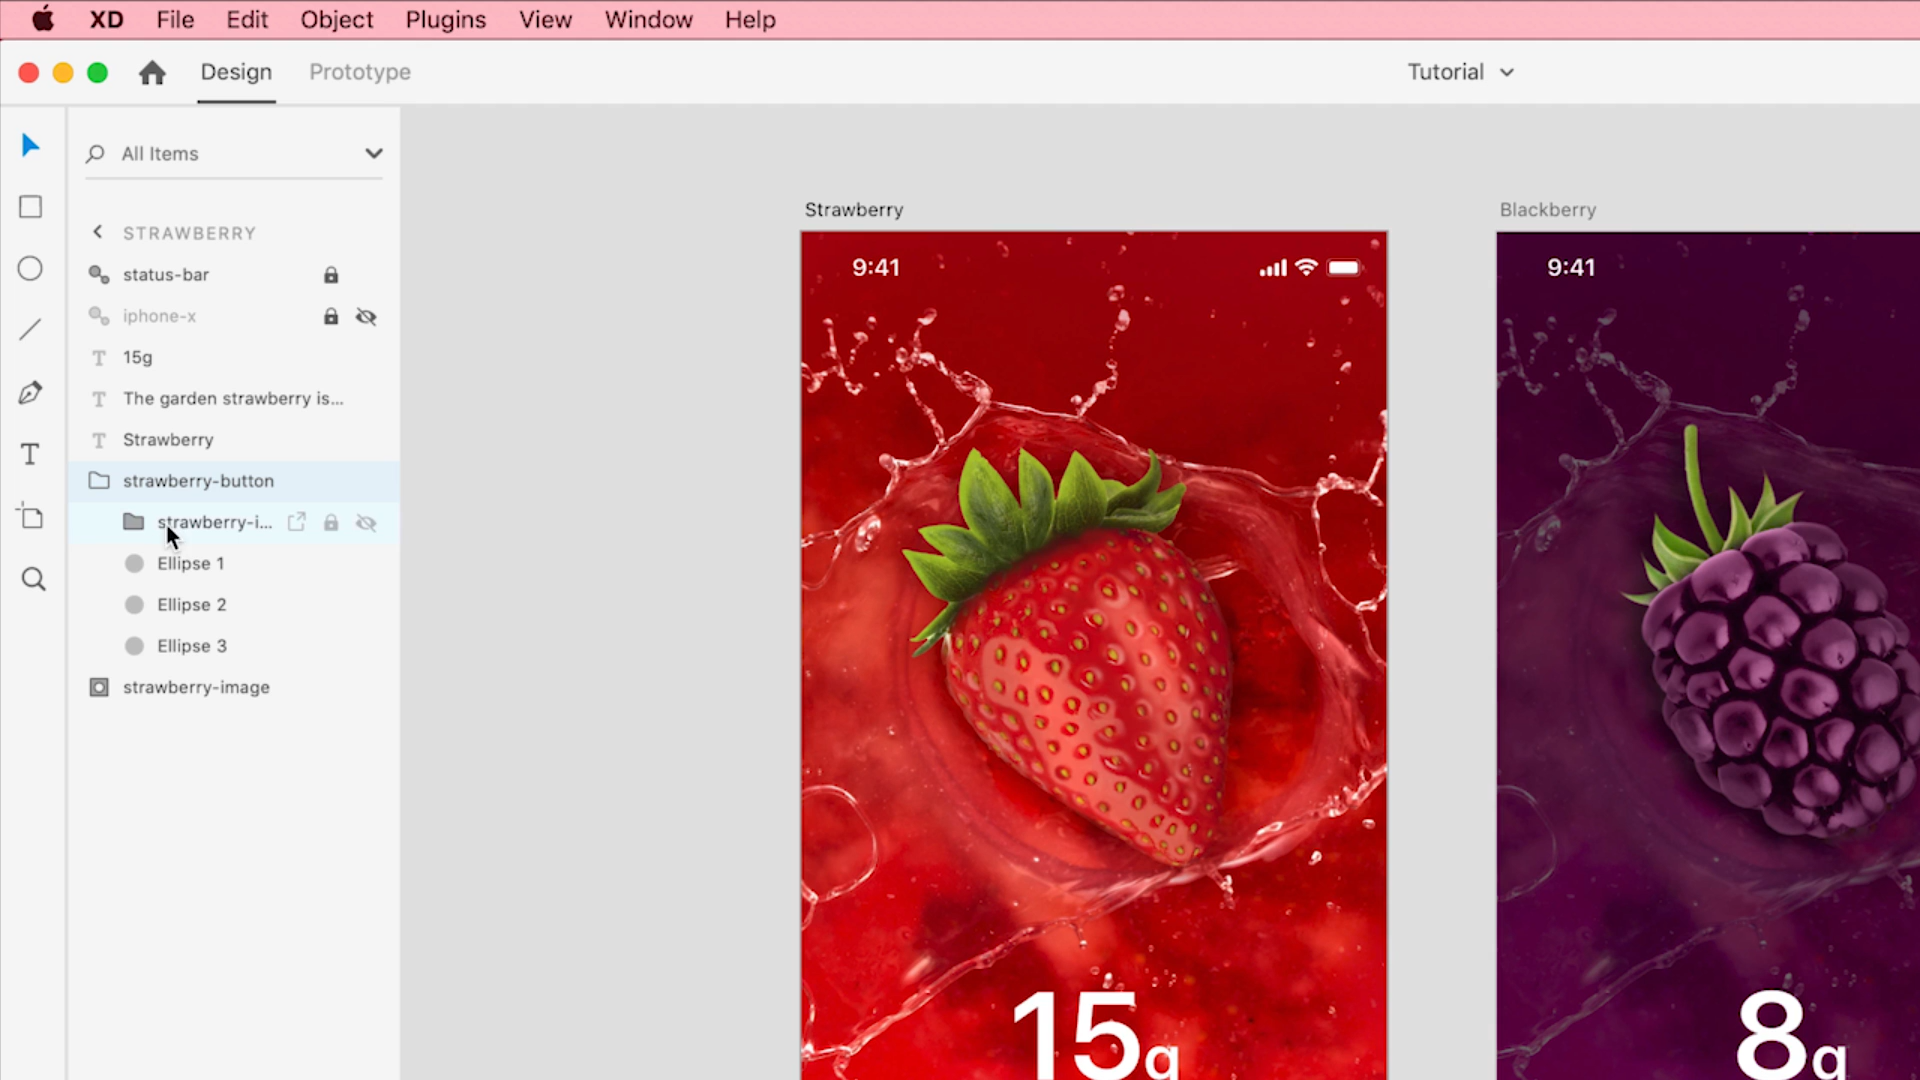 XD File Edit Object Plugins View Window Help
Design Prototype Tutorial
All Items
STRAWBERRY
status-bar
iphone-x
15g
The garden strawberry is...
Strawberry
strawberry-button
strawberry-i...
Ellipse 1
Ellipse 2
Ellipse 3
strawberry-image
Strawberry
9:41
15g
Blackberry
9:41
8g